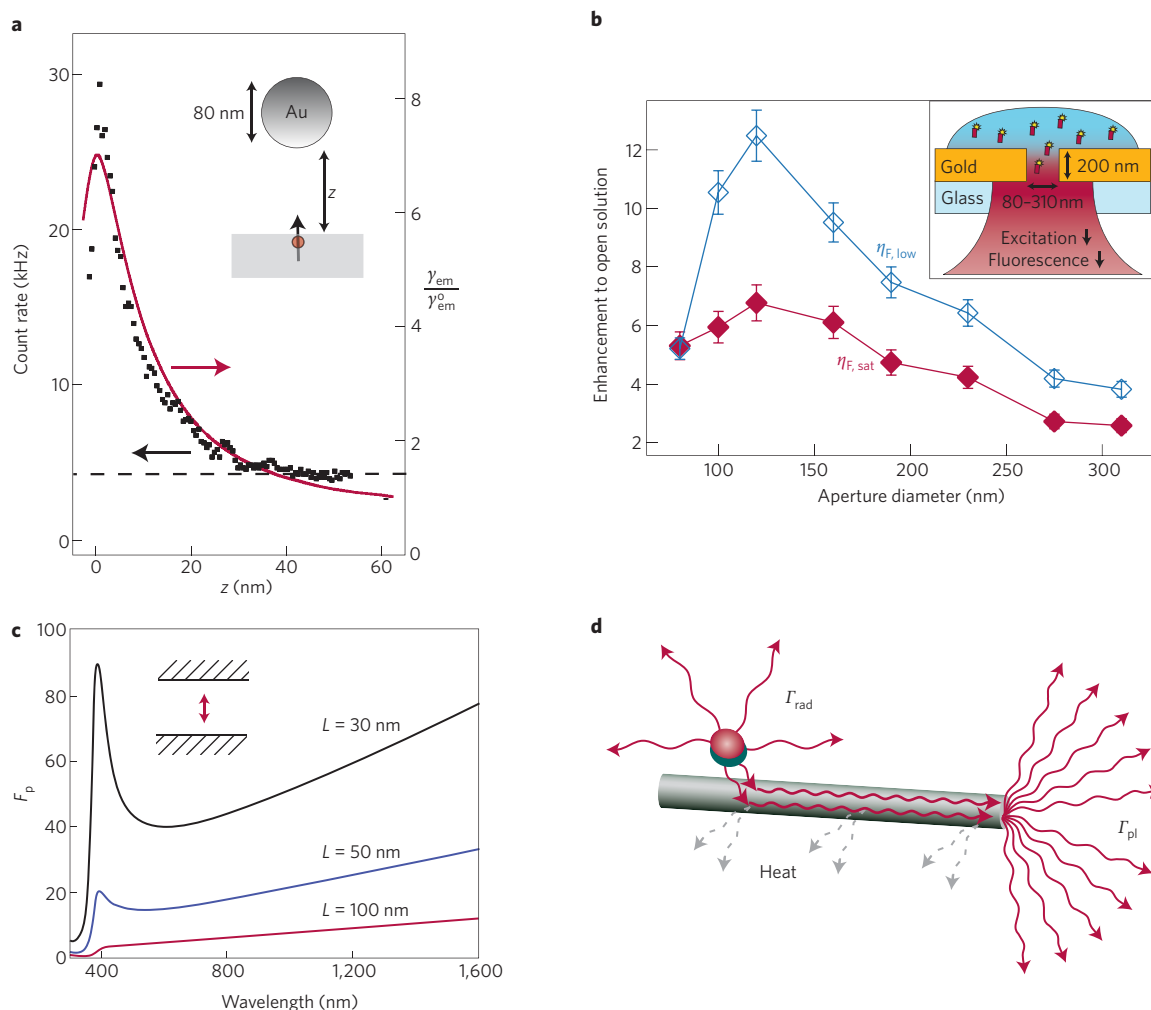 a
30
20
10
0
Count rate (kHz)
0
20
40
60
z (nm)
8
6
4
2
0
γem
γoem
80 nm
Au
z
b
12
10
8
6
4
2
Enhancement to open solution
100
150
200
250
300
Aperture diameter (nm)
ηF, low
ηF, sat
Gold
200 nm
Glass
80–310 nm
Excitation
Fluorescence
c
100
80
60
40
20
0
Fp
400
800
1,200
1,600
Wavelength (nm)
L = 30 nm
L = 50 nm
L = 100 nm
d
Γrad
Γpl
Heat